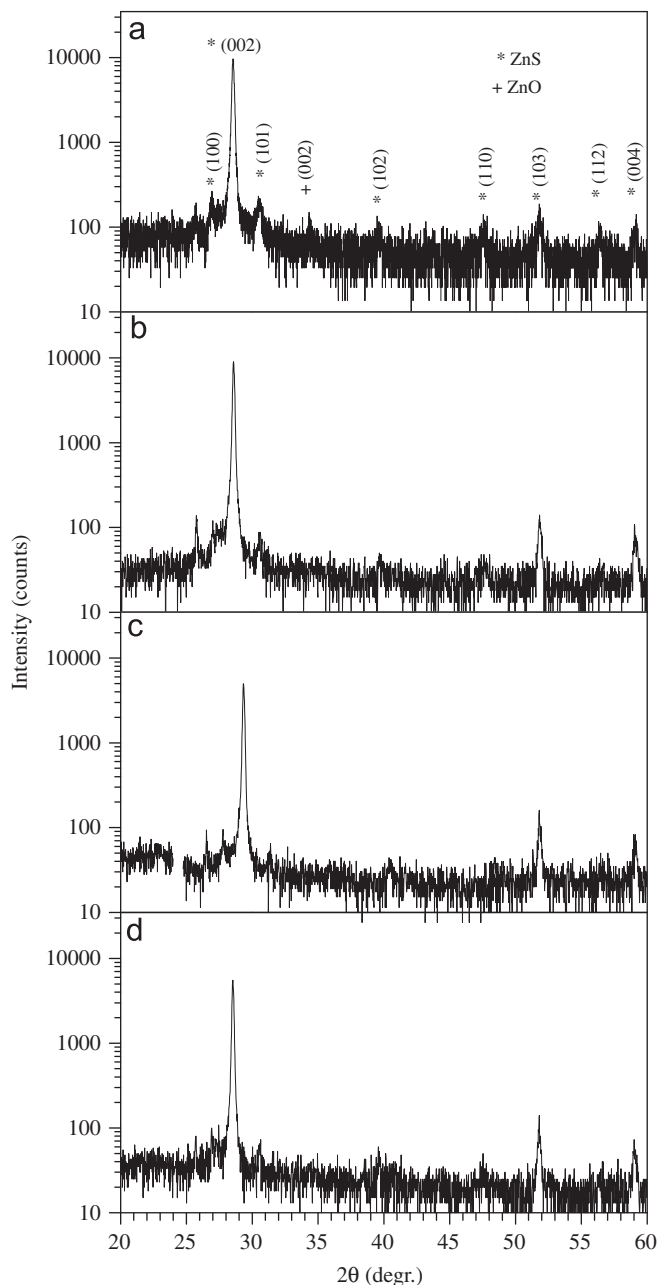 a
* (002)
* ZnS
+ ZnO
* (100)
* (101)
+ (002)
* (102)
* (110)
* (103)
* (112)
* (004)
10000
1000
100
10
b
10000
1000
100
10
c
10000
1000
100
10
d
10000
1000
100
10
Intensity (counts)
20 25 30 35 40 45 50 55 60
2θ (degr.)